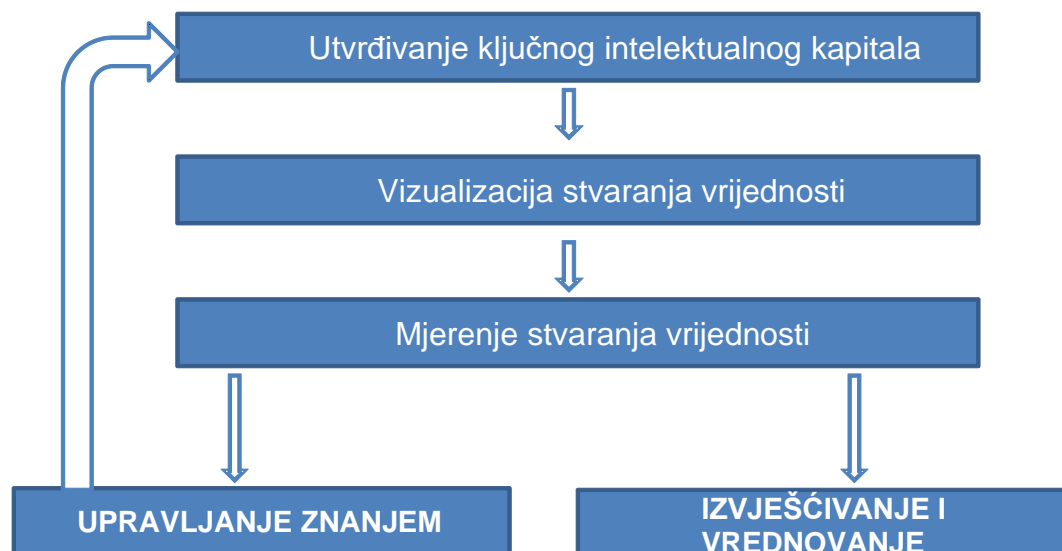 Utvrđivanje ključnog intelektualnog kapitala
Vizualizacija stvaranja vrijednosti
Mjerenje stvaranja vrijednosti
UPRAVLJANJE ZNANJEM
IZVJEŠĆIVANJE I
VREDNOVANJE